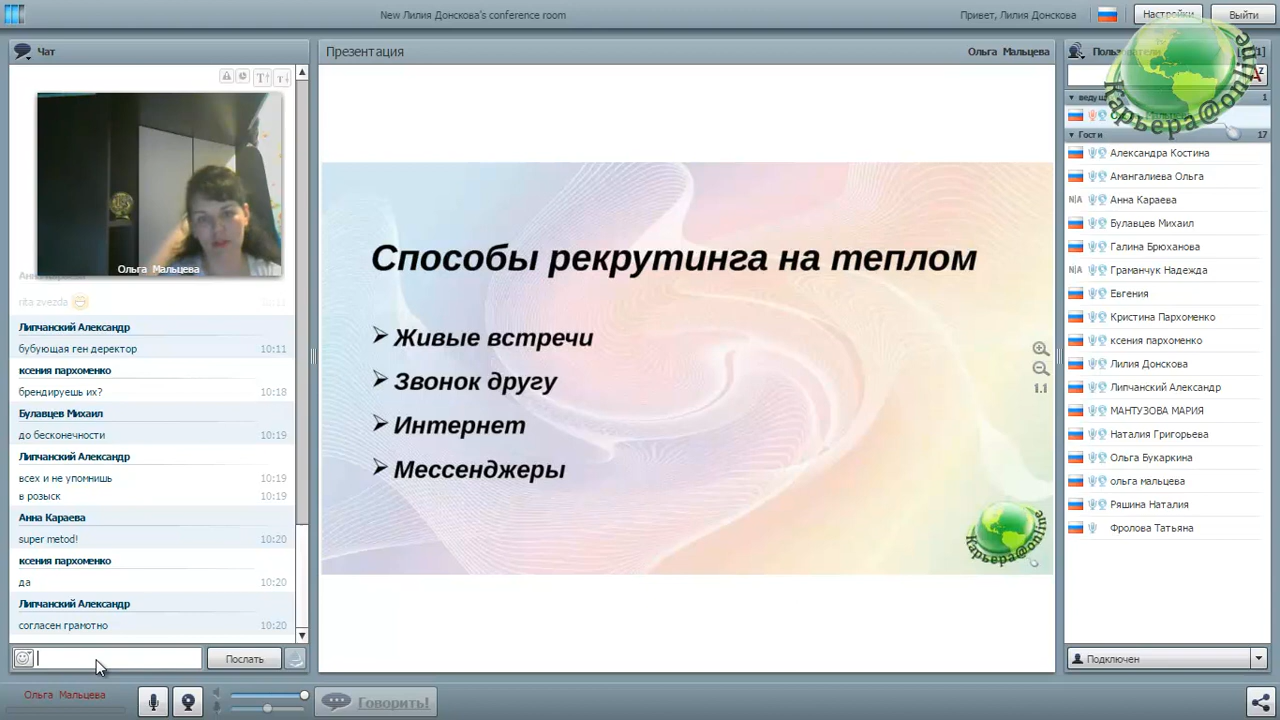 New Лилия Донскова's conference room
Привет, Лилия Донскова
Настройки
Выйти
Чат
Ольга Мальцева
rita zvezda
Липчанский Александр
бубующая ген деректор 10:11
ксения пархоменко
брендируешь их? 10:18
Булавцев Михаил
до бесконечности 10:19
Липчанский Александр
всех и не упомнишь 10:19
в розыск 10:19
Анна Караева
super metod! 10:20
ксения пархоменко
да 10:20
Липчанский Александр
согласен грамотно 10:20
Послать
Ольга Мальцева
Говорить!
Презентация
Ольга Мальцева
Способы рекрутинга на теплом
Живые встречи
Звонок другу
Интернет
Мессенджеры
Карьера@online
1.1
Карьера@online
ведущ 1
Гости 17
Александра Костина
Амангалиева Ольга
N/A Анна Караева
Булавцев Михаил
Галина Брюханова
N/A Граманчук Надежда
Евгения
Кристина Пархоменко
ксения пархоменко
Лилия Донскова
Липчанский Александр
МАНТУЗОВА МАРИЯ
Наталия Григорьева
Ольга Букаркина
ольга мальцева
Ряшина Наталия
Фролова Татьяна
Подключен